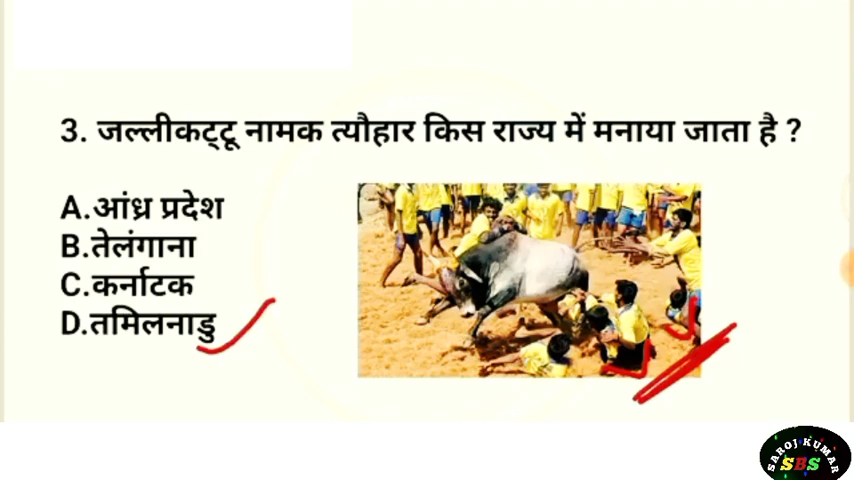 3. जल्लीकट्टू नामक त्यौहार किस राज्य में मनाया जाता है ?
A.आंध्र प्रदेश
B.तेलंगाना
C.कर्नाटक
D.तमिलनाडु
SAROJ KUMAR
SBS